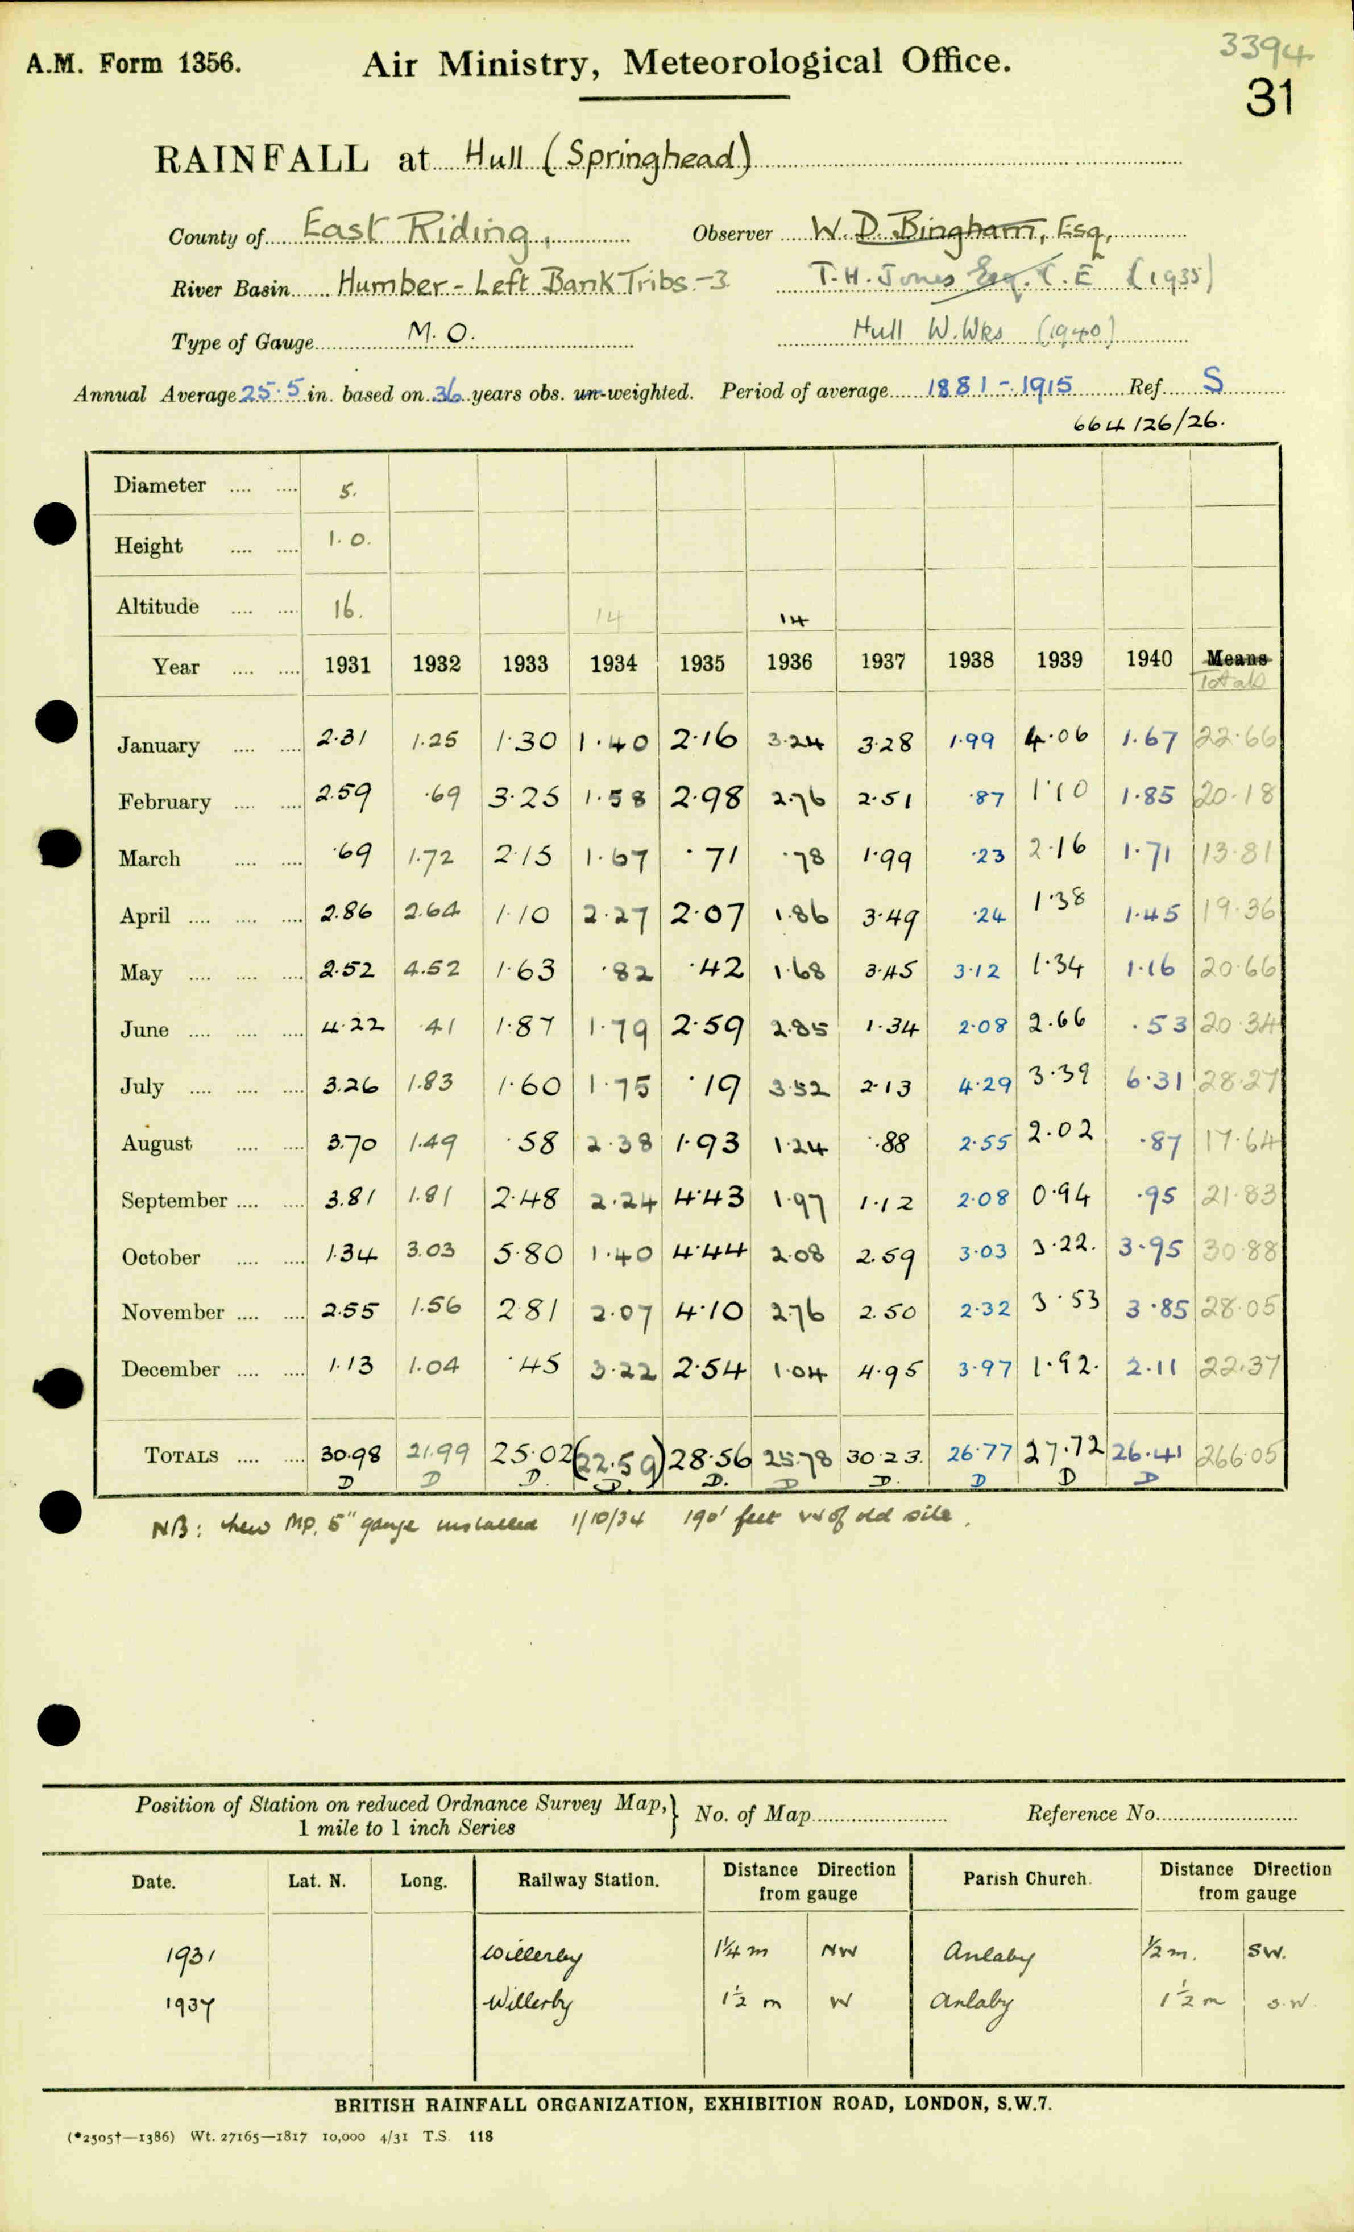 3394
A.M. Form 1356. Air Ministry, Meteorological Office.
31
RAINFALL at Hull (Springhead)
County of East Riding, Observer W. D. Bingham, Esq,
River Basin Humber - Left Bank Tribs. - 3 T. H. Jones Esq. C. E (1935)
Type of Gauge M. O. Hull W. Wks (1940)
Annual Average 25.5 in. based on 36 years obs. un-weighted. Period of average 1881 - 1915 Ref. S
664126/26.
Diameter 5.
Height 1.0.
Altitude 16. 14 14
Year 1931 1932 1933 1934 1935 1936 1937 1938 1939 1940 Means
Totals
January 2.31 1.25 1.30 1.40 2.16 3.24 3.28 1.99 4.06 1.67 22.66
February 2.59 .69 3.25 1.58 2.98 2.76 2.51 .87 1.10 1.85 20.18
March .69 1.72 2.15 1.67 .71 .78 1.99 .23 2.16 1.71 13.81
April 2.86 2.64 1.10 2.27 2.07 1.86 3.49 .24 1.38 1.45 19.36
May 2.52 4.52 1.63 .82 .42 1.68 3.45 3.12 1.34 1.16 20.66
June 4.22 .41 1.87 1.79 2.59 2.85 1.34 2.08 2.66 .53 20.34
July 3.26 1.83 1.60 1.75 .19 3.52 2.13 4.29 3.39 6.31 28.27
August 3.70 1.49 .58 2.38 1.93 1.24 .88 2.55 2.02 .87 17.64
September 3.81 1.81 2.48 2.24 4.43 1.97 1.12 2.08 0.94 .95 21.83
October 1.34 3.03 5.80 1.40 4.44 2.08 2.59 3.03 3.22. 3.95 30.88
November 2.55 1.56 2.81 2.07 4.10 2.76 2.50 2.32 3.53 3.85 28.05
December 1.13 1.04 .45 3.22 2.54 1.04 4.95 3.97 1.92. 2.11 22.37
TOTALS 30.98 21.99 25.02 (22.59) 28.56 25.78 30.23. 26.77 27.72 26.41 266.05
D D D. D. D. D D. D D D
NB: New MO. 5" gauge installed 1/10/34 190' feet W of old site.
Position of Station on reduced Ordnance Survey Map, } No. of Map Reference No.
1 mile to 1 inch Series
Date. Lat. N. Long. Railway Station. Distance Direction from gauge Parish Church. Distance Direction from gauge
1931 Willerby 1¼ m NW Anlaby ½ m. SW.
1937 Willerby 1½ m W Anlaby 1½ m S.W.
BRITISH RAINFALL ORGANIZATION, EXHIBITION ROAD, LONDON, S.W.7.
(*2505†—1386) Wt. 27165—1817 10,000 4/31 T.S. 118